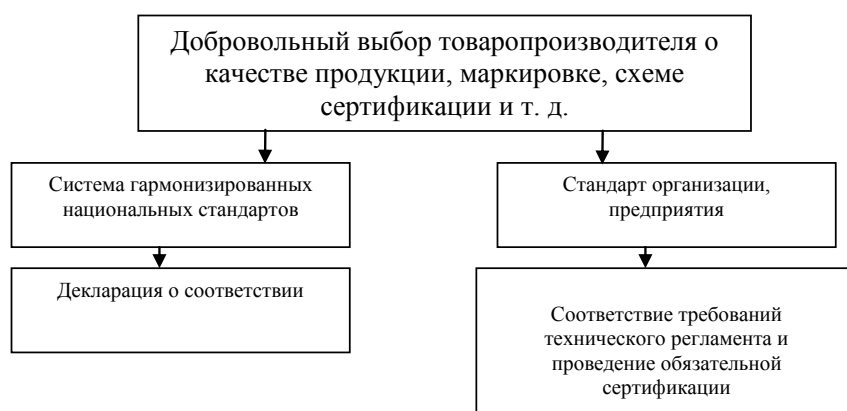 Добровольный выбор товаропроизводителя о
качестве продукции, маркировке, схеме
сертификации и т. д.
Система гармонизированных
национальных стандартов
Стандарт организации,
предприятия
Декларация о соответствии
Соответствие требований
технического регламента и
проведение обязательной
сертификации